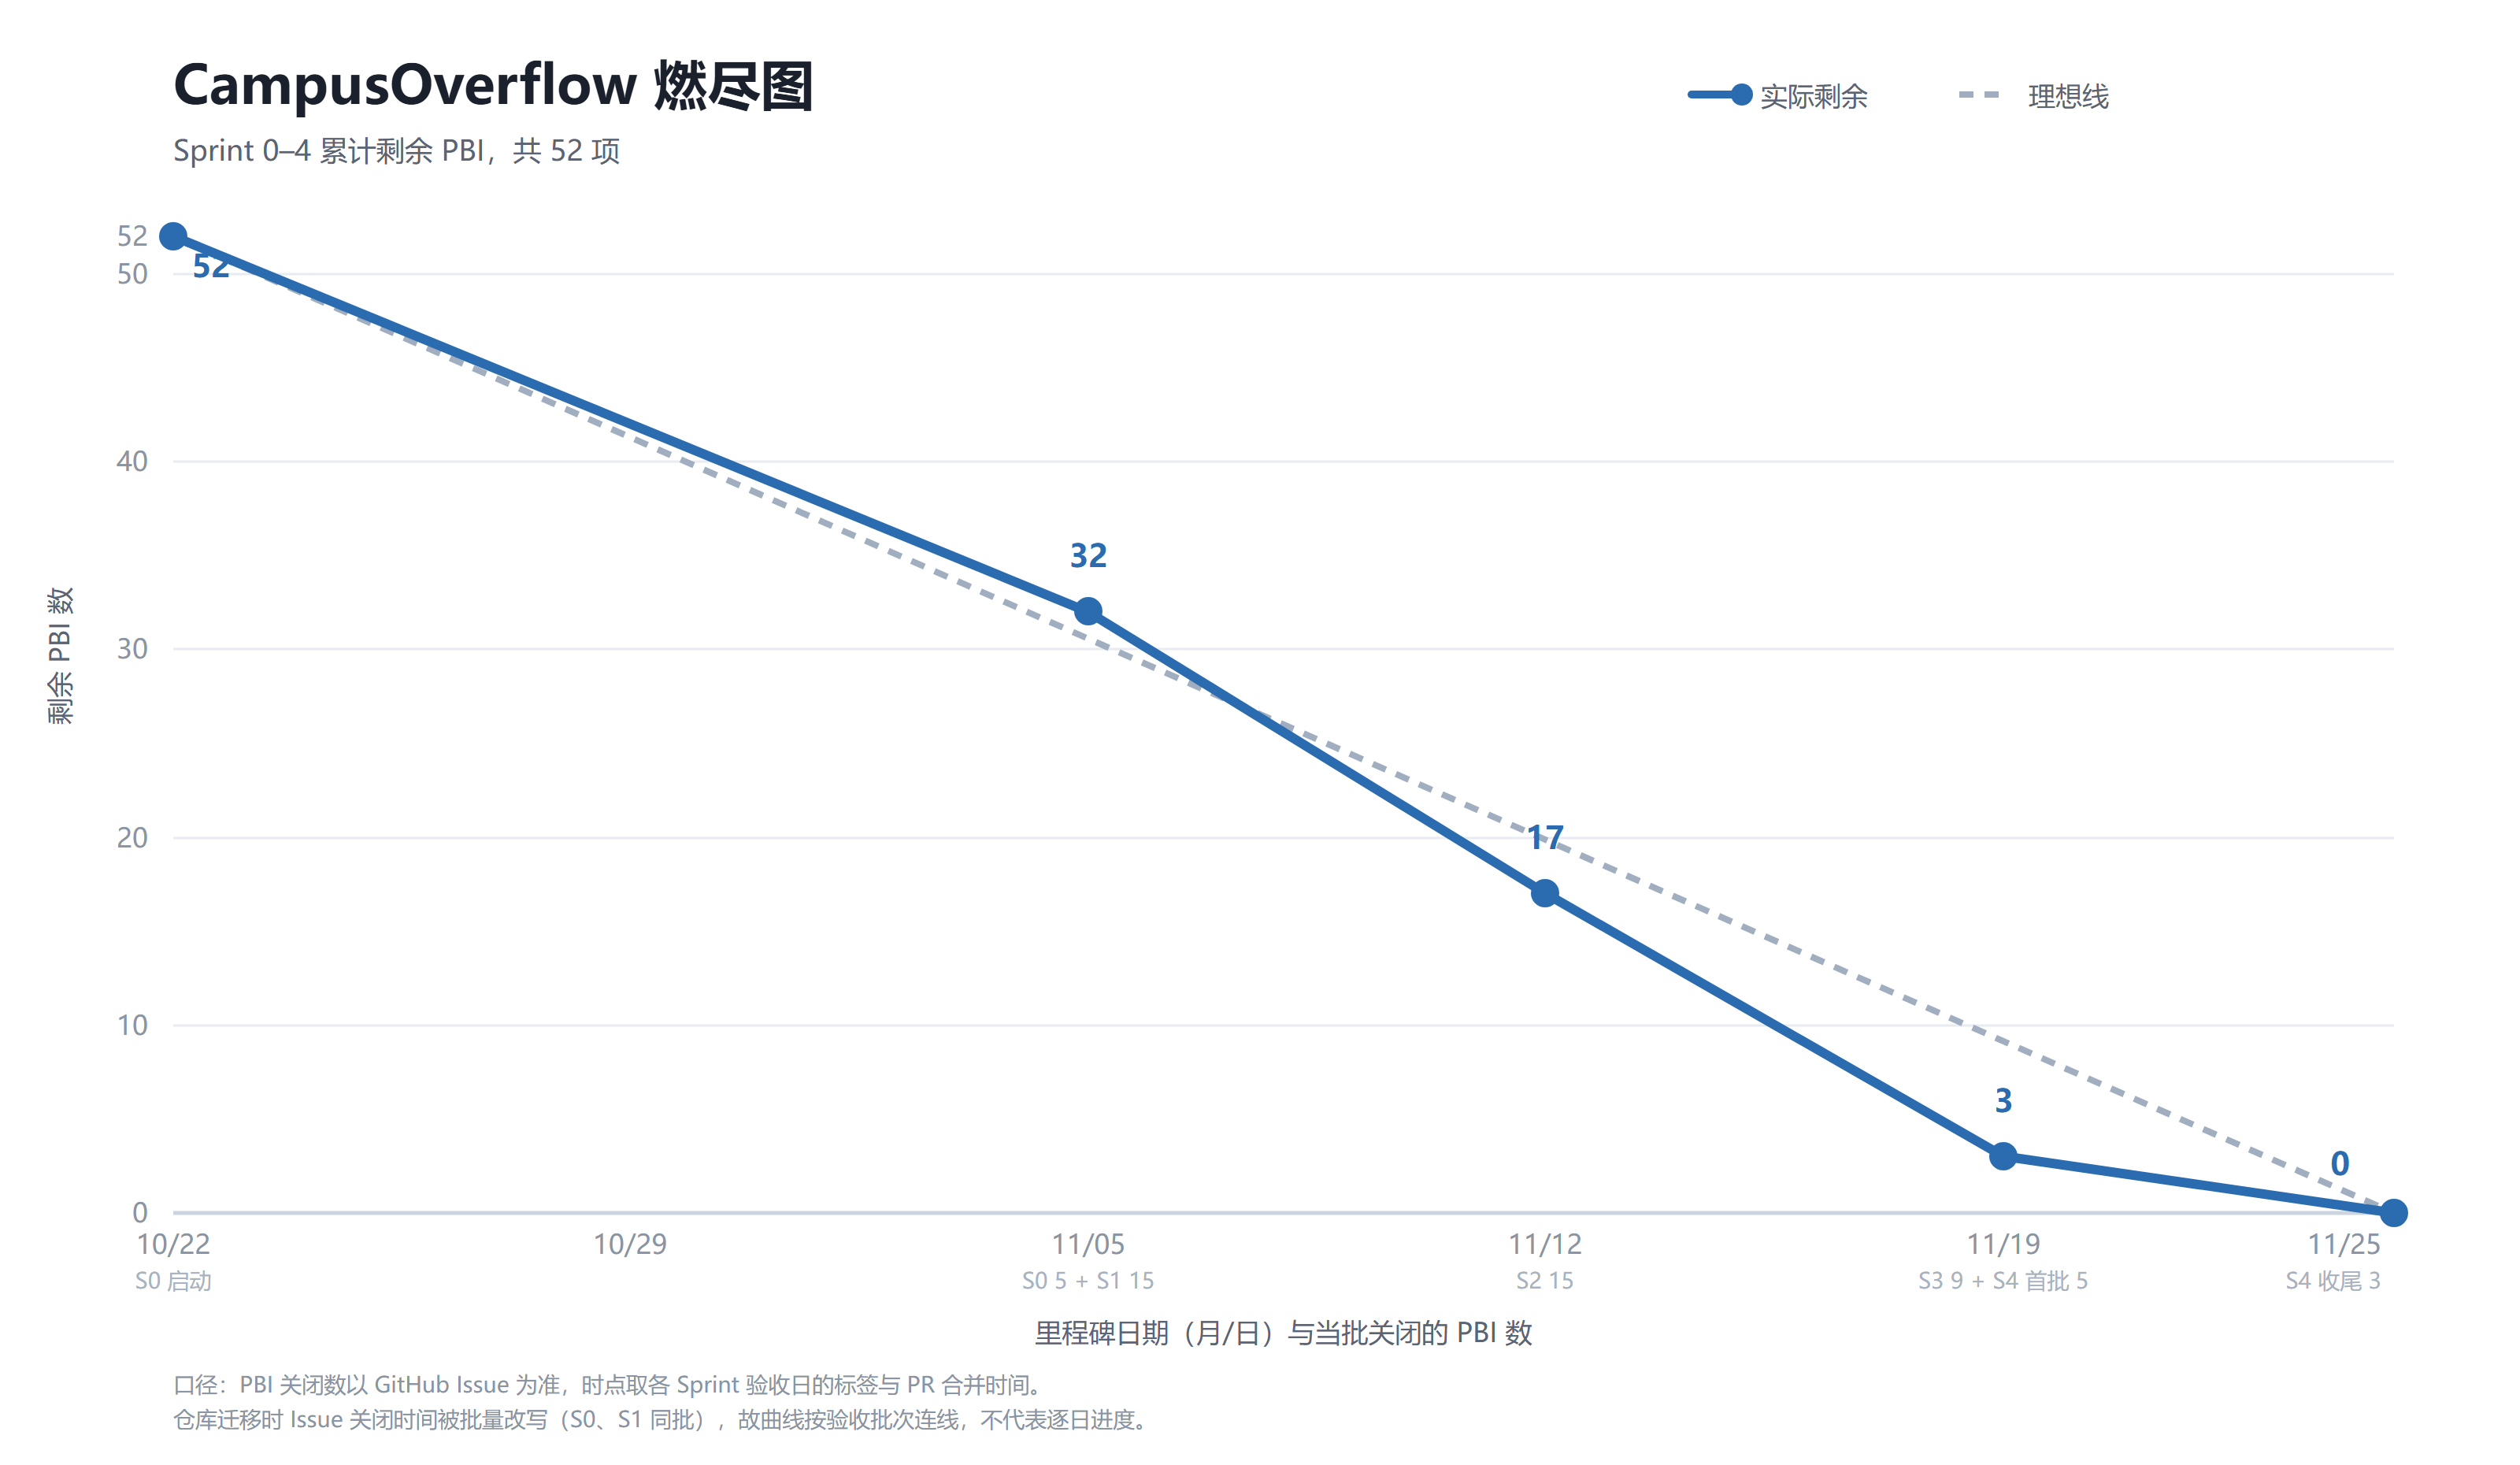 CampusOverflow 燃尽图
Sprint 0–4 累计剩余 PBI，共 52 项
实际剩余
理想线
52
50
40
30
20
10
0
剩余 PBI 数
52
32
17
3
0
10/22
10/29
11/05
11/12
11/19
11/25
S0 启动
S0 5 + S1 15
S2 15
S3 9 + S4 首批 5
S4 收尾 3
里程碑日期（月/日）与当批关闭的 PBI 数
口径：PBI 关闭数以 GitHub Issue 为准，时点取各 Sprint 验收日的标签与 PR 合并时间。
仓库迁移时 Issue 关闭时间被批量改写（S0、S1 同批），故曲线按验收批次连线，不代表逐日进度。